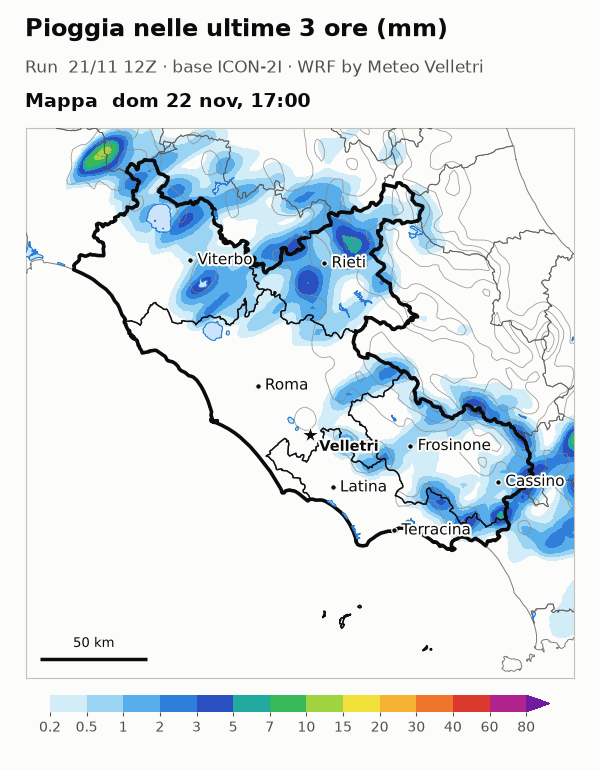 Pioggia nelle ultime 3 ore (mm)
Run  21/11 12Z · base ICON-2I · WRF by Meteo Velletri
Mappa  dom 22 nov, 17:00
Viterbo
Rieti
Roma
Velletri
Frosinone
Cassino
Latina
Terracina
50 km
0.2 0.5 1 2 3 5 7 10 15 20 30 40 60 80